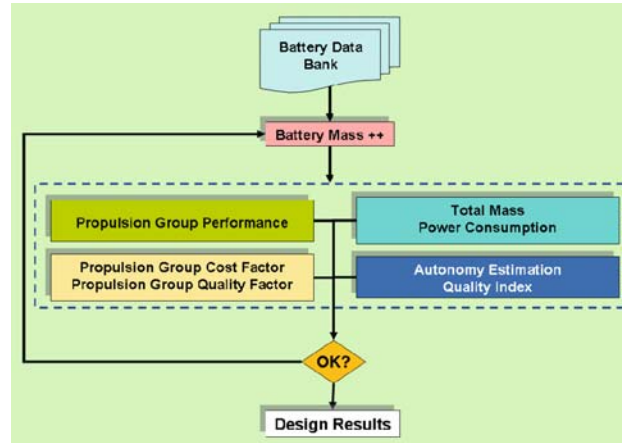 Battery Data
Bank
Battery Mass ++
Propulsion Group Performance
Total Mass
Power Consumption
Propulsion Group Cost Factor
Propulsion Group Quality Factor
Autonomy Estimation
Quality Index
OK?
Design Results